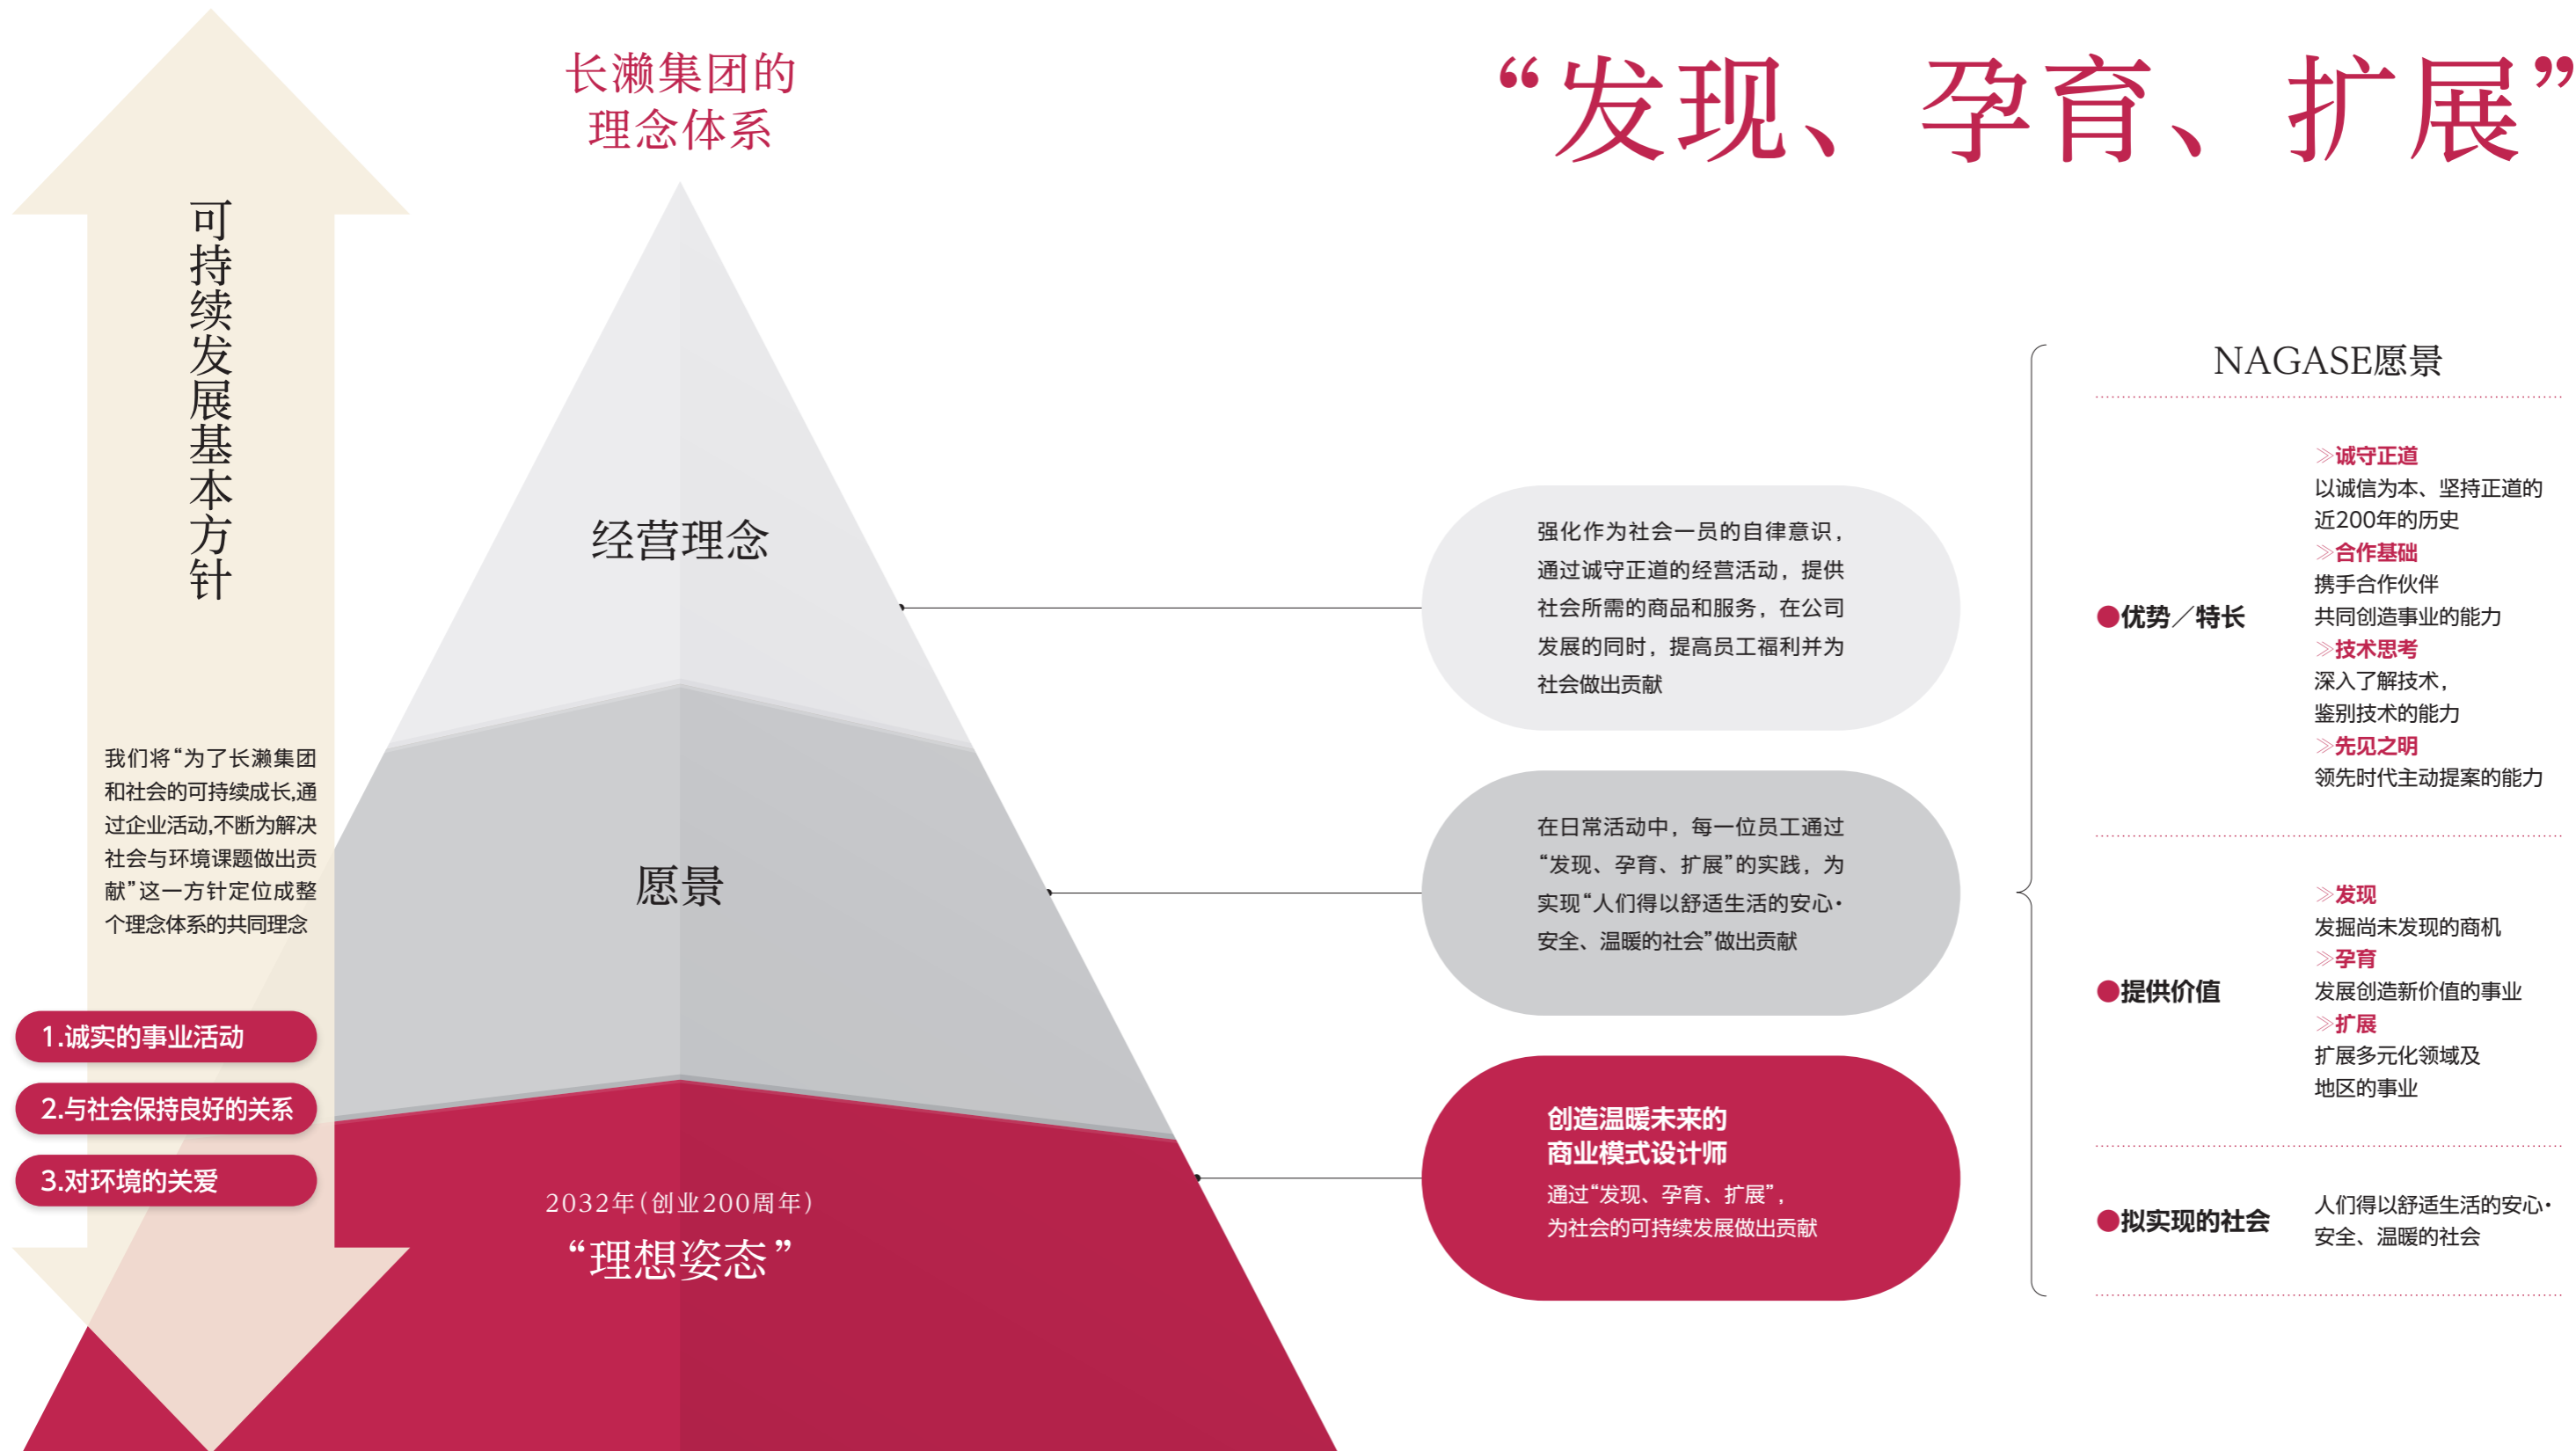 长濑集团的
理念体系
“发现、孕育、扩展”
可持续发展基本方针
我们将“为了长濑集团
和社会的可持续成长,通
过企业活动,不断为解决
社会与环境课题做出贡
献”这一方针定位成整
个理念体系的共同理念
1.诚实的事业活动
2.与社会保持良好的关系
3.对环境的关爱
经营理念
愿景
2032年(创业200周年)
“理想姿态”
强化作为社会一员的自律意识，
通过诚守正道的经营活动，提供
社会所需的商品和服务，在公司
发展的同时，提高员工福利并为
社会做出贡献
在日常活动中，每一位员工通过
“发现、孕育、扩展”的实践，为
实现“人们得以舒适生活的安心·
安全、温暖的社会”做出贡献
创造温暖未来的
商业模式设计师
通过“发现、孕育、扩展”，
为社会的可持续发展做出贡献
NAGASE愿景
●优势／特长
≫诚守正道
以诚信为本、坚持正道的
近200年的历史
≫合作基础
携手合作伙伴
共同创造事业的能力
≫技术思考
深入了解技术，
鉴别技术的能力
≫先见之明
领先时代主动提案的能力
●提供价值
≫发现
发掘尚未发现的商机
≫孕育
发展创造新价值的事业
≫扩展
扩展多元化领域及
地区的事业
●拟实现的社会
人们得以舒适生活的安心·
安全、温暖的社会